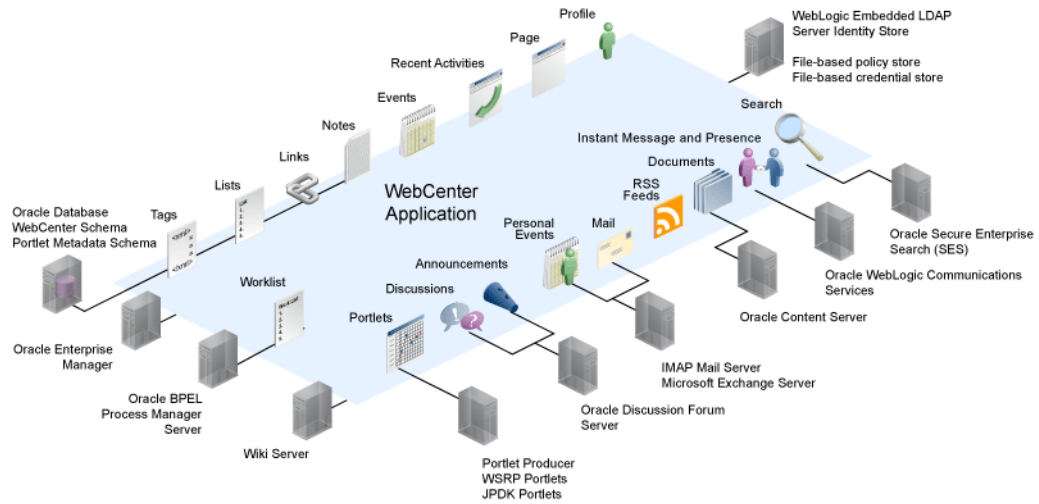 Profile
Page
Recent Activities
Events
Notes
Links
Lists
Tags
WebLogic Embedded LDAP
Server Identity Store
File-based policy store
File-based credential store
Search
Instant Message and Presence
Documents
RSS
Feeds
Mail
Personal
Events
Announcements
Discussions
Portlets
Worklist
WebCenter
Application
Oracle Database
WebCenter Schema
Portlet Metadata Schema
Oracle Enterprise
Manager
Oracle BPEL
Process Manager
Server
Wiki Server
Portlet Producer
WSRP Portlets
JPDK Portlets
Oracle Discussion Forum
Server
IMAP Mail Server
Microsoft Exchange Server
Oracle Content Server
Oracle WebLogic Communications
Services
Oracle Secure Enterprise
Search (SES)